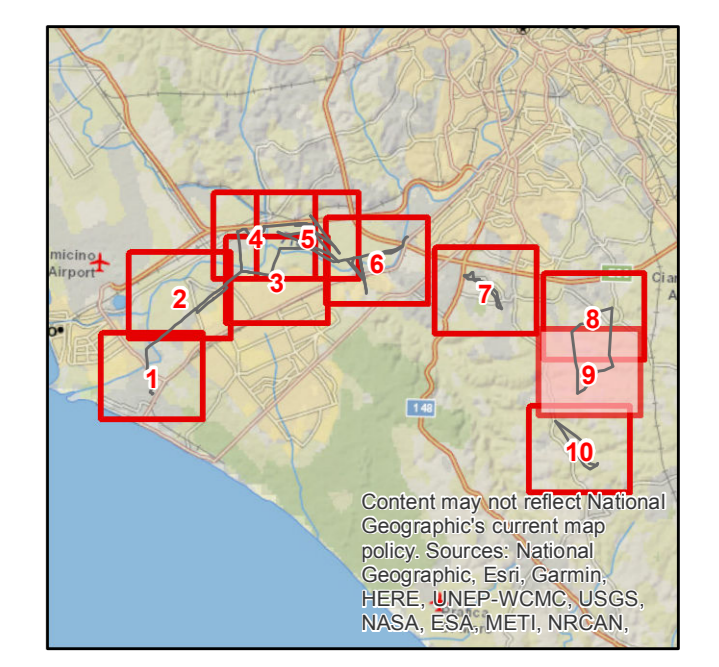 micino
Airport
4
5
6
3
2
7
Cian
A
8
1
9
148
10
Content may not reflect National
Geographic's current map
policy. Sources: National
Geographic, Esri, Garmin,
HERE, UNEP-WCMC, USGS,
NASA, ESA, METI, NRCAN,